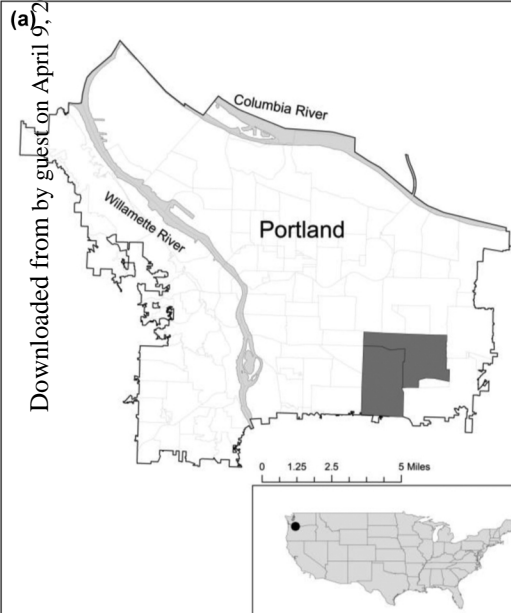 (a)
Downloaded from by guest on April 9, 2
Columbia River
Willamette River
Portland
0 1.25 2.5 5 Miles